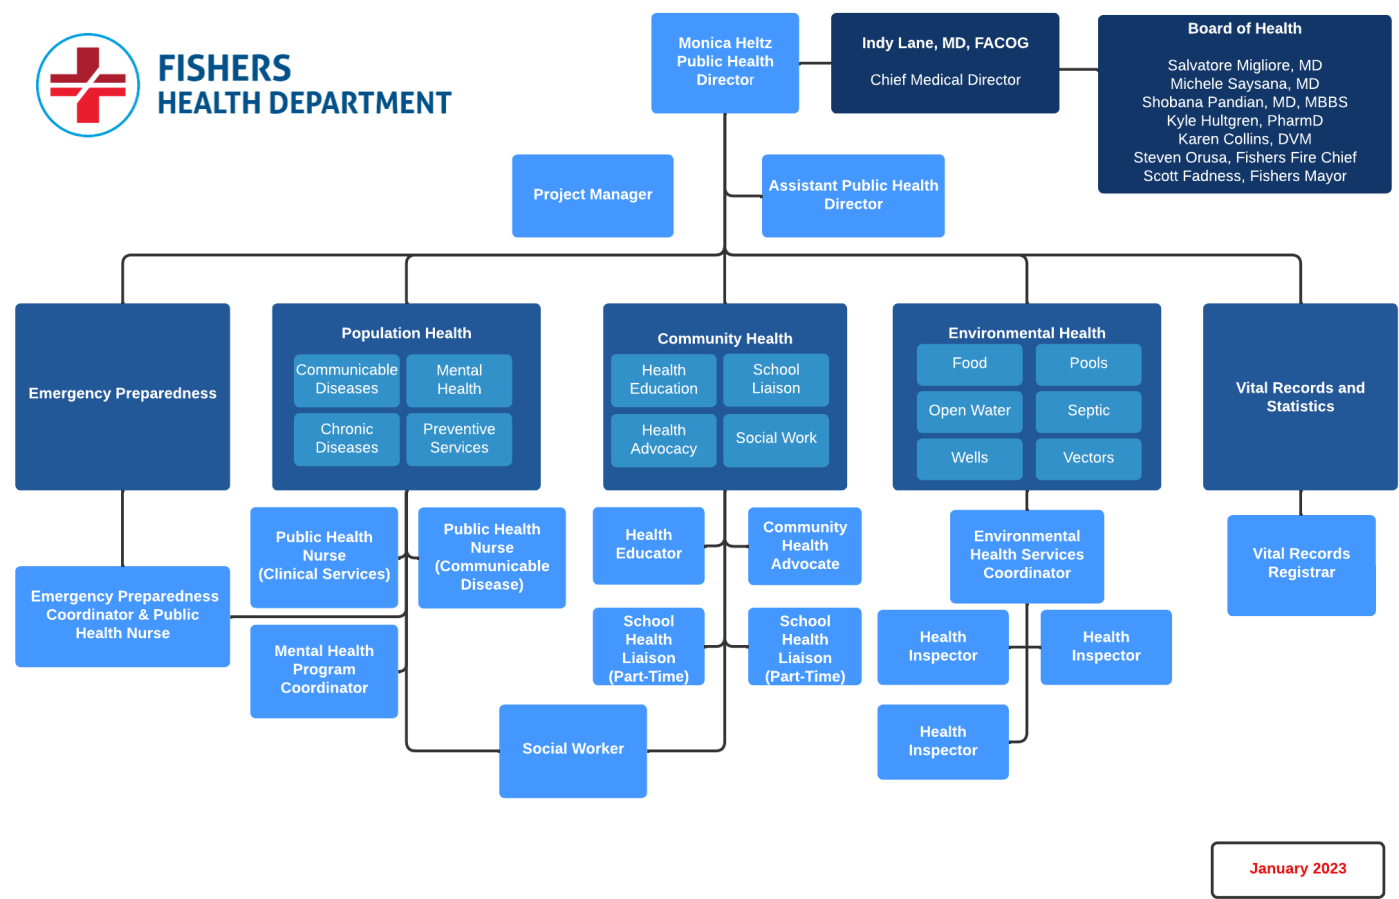 FISHERS
HEALTH DEPARTMENT
Monica Heltz
Public Health
Director
Indy Lane, MD, FACOG
Chief Medical Director
Board of Health
Salvatore Migliore, MD
Michele Saysana, MD
Shobana Pandian, MD, MBBS
Kyle Hultgren, PharmD
Karen Collins, DVM
Steven Orusa, Fishers Fire Chief
Scott Fadness, Fishers Mayor
Project Manager
Assistant Public Health
Director
Emergency Preparedness
Population Health
Communicable
Diseases
Mental
Health
Chronic
Diseases
Preventive
Services
Community Health
Health
Education
School
Liaison
Health
Advocacy
Social Work
Environmental Health
Food
Pools
Open Water
Septic
Wells
Vectors
Vital Records and
Statistics
Emergency Preparedness
Coordinator & Public
Health Nurse
Public Health
Nurse
(Clinical Services)
Public Health
Nurse
(Communicable
Disease)
Mental Health
Program
Coordinator
Health
Educator
Community
Health
Advocate
School
Health
Liaison
(Part-Time)
School
Health
Liaison
(Part-Time)
Social Worker
Environmental
Health Services
Coordinator
Health
Inspector
Health
Inspector
Health
Inspector
Vital Records
Registrar
January 2023